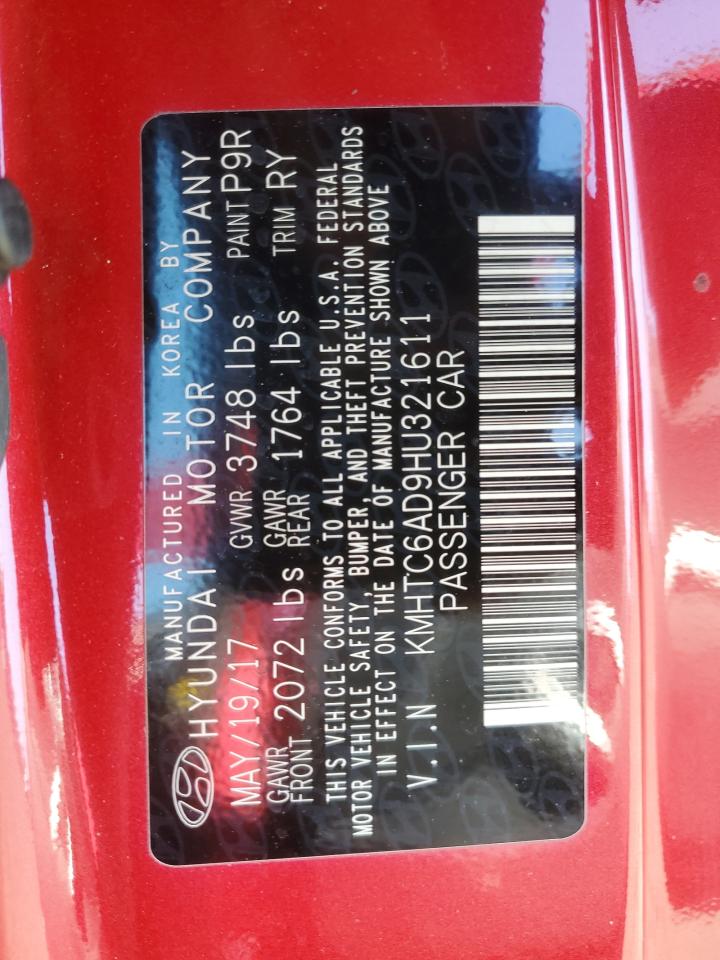 MANUFACTURED IN KOREA BY
HYUNDAI MOTOR COMPANY
MAY/19/17 GVWR 3748 lbs PAINT P9R
GAWR FRONT 2072 lbs GAWR REAR 1764 lbs TRIM RY
THIS VEHICLE CONFORMS TO ALL APPLICABLE U.S.A. FEDERAL
MOTOR VEHICLE SAFETY, BUMPER, AND THEFT PREVENTION STANDARDS
IN EFFECT ON THE DATE OF MANUFACTURE SHOWN ABOVE
V.I.N KMHTC6AD9HU321611
PASSENGER CAR